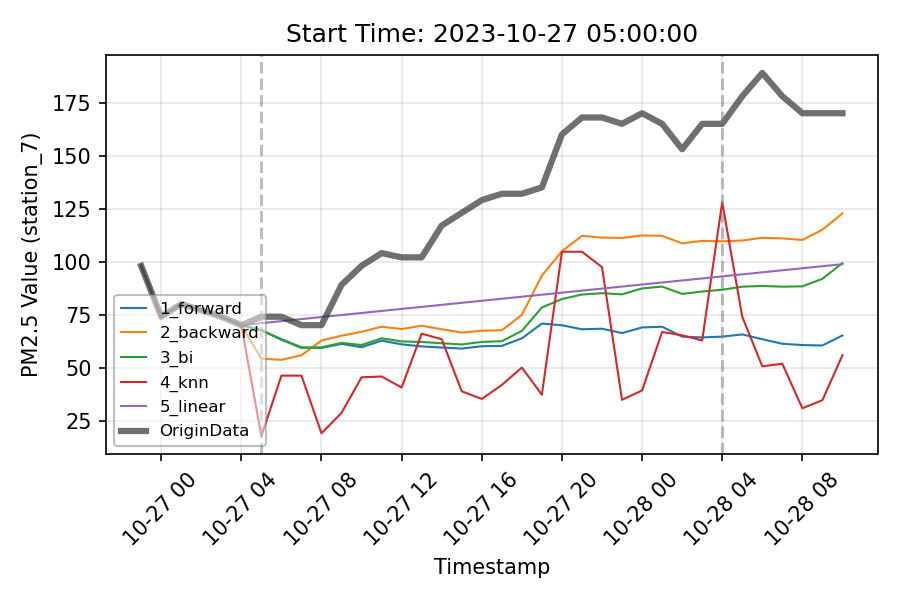 Start Time: 2023-10-27 05:00:00
PM2.5 Value (station_7)
175
150
125
100
75
50
25
1_forward
2_backward
3_bi
4_knn
5_linear
OriginData
10-27 00
10-27 04
10-27 08
10-27 12
10-27 16
10-27 20
10-28 00
10-28 04
10-28 08
Timestamp